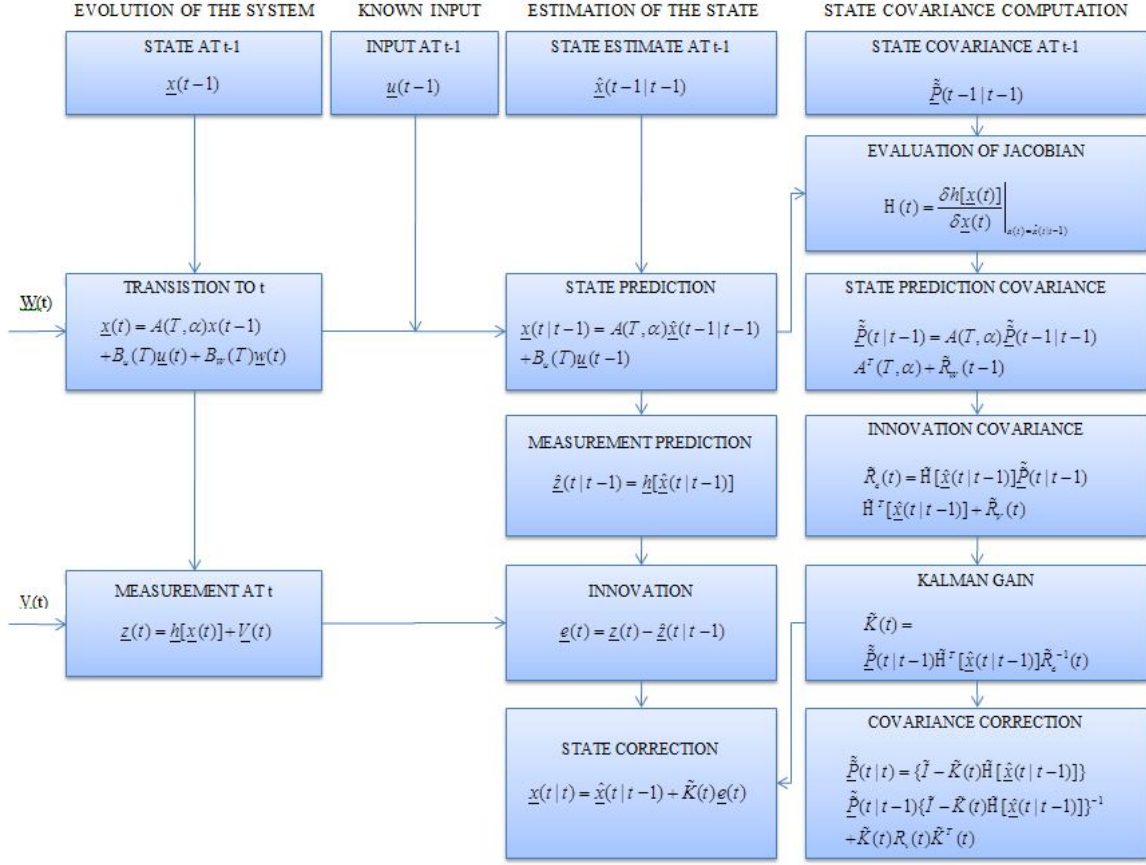 EVOLUTION OF THE SYSTEM
KNOWN INPUT
ESTIMATION OF THE STATE
STATE COVARIANCE COMPUTATION
STATE AT t-1
x(t−1)
INPUT AT t-1
u(t−1)
STATE ESTIMATE AT t-1
x̂(t−1|t−1)
STATE COVARIANCE AT t-1
P̃(t−1|t−1)
EVALUATION OF JACOBIAN
H(t) = δh[x(t)] / δx(t) |x(t)=x̂(t|t−1)
W(t)
TRANSISTION TO t
x(t) = A(T,α)x(t−1)
+B_u(T)u(t)+B_w(T)w(t)
STATE PREDICTION
x(t|t−1) = A(T,α)x̂(t−1|t−1)
+B_u(T)u(t−1)
STATE PREDICTION COVARIANCE
P̃(t|t−1) = A(T,α)P̃(t−1|t−1)
A^T(T,α)+R̃_w(t−1)
MEASUREMENT PREDICTION
ẑ(t|t−1) = h[x̂(t|t−1)]
INNOVATION COVARIANCE
R̃_e(t) = H̃[x̂(t|t−1)]P̃(t|t−1)
H̃^T[x̂(t|t−1)]+R̃_v(t)
V(t)
MEASUREMENT AT t
z(t) = h[x(t)]+V(t)
INNOVATION
e(t) = z(t)−ẑ(t|t−1)
KALMAN GAIN
K̃(t) =
P̃(t|t−1)H̃^T[x̂(t|t−1)]R̃_e^−1(t)
STATE CORRECTION
x(t|t) = x̂(t|t−1)+K̃(t)e(t)
COVARIANCE CORRECTION
P̃(t|t) = {Ĩ−K̃(t)H̃[x̂(t|t−1)]}
P̃(t|t−1){Ĩ−K̃(t)H̃[x̂(t|t−1)]}^−1
+K̃(t)R_v(t)K̃^T(t)